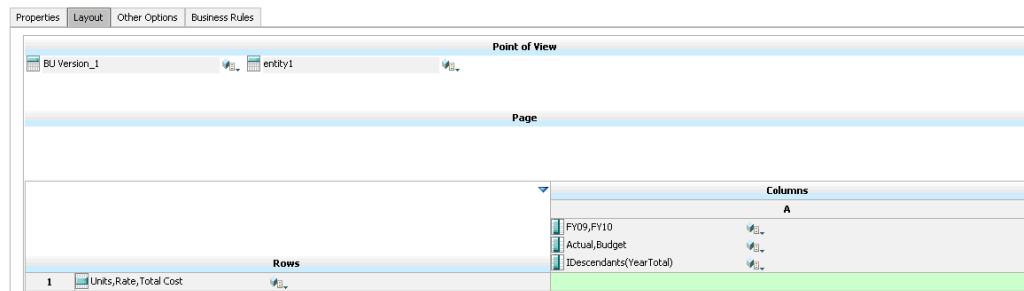 Properties Layout Other Options Business Rules
Point of View
BU Version_1 entity1
Page
Columns
A
FY09,FY10
Actual,Budget
IDescendants(YearTotal)
Rows
1 Units,Rate,Total Cost